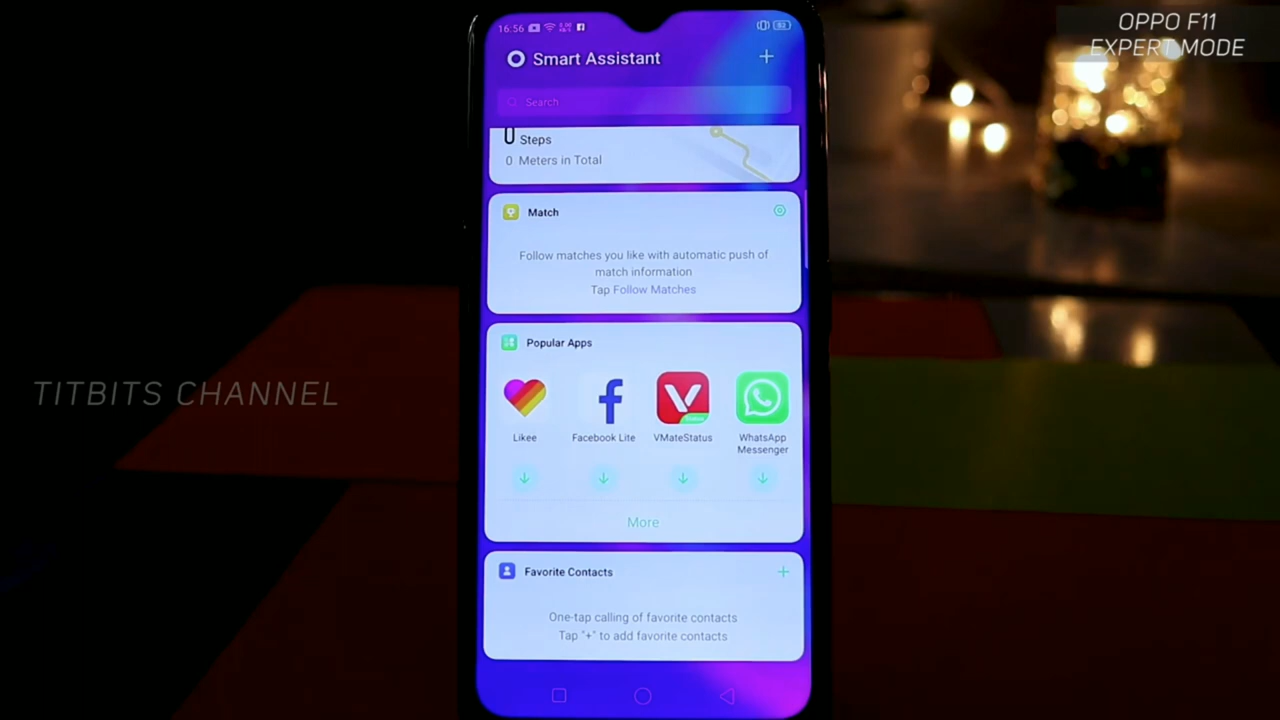 OPPO F11
EXPERT MODE
16:56
Smart Assistant
Search
0 Steps
0 Meters in Total
Match
Follow matches you like with automatic push of
match information
Tap Follow Matches
TITBITS CHANNEL
Popular Apps
Likee
Facebook Lite
VMateStatus
WhatsApp
Messenger
More
Favorite Contacts
One-tap calling of favorite contacts
Tap "+" to add favorite contacts